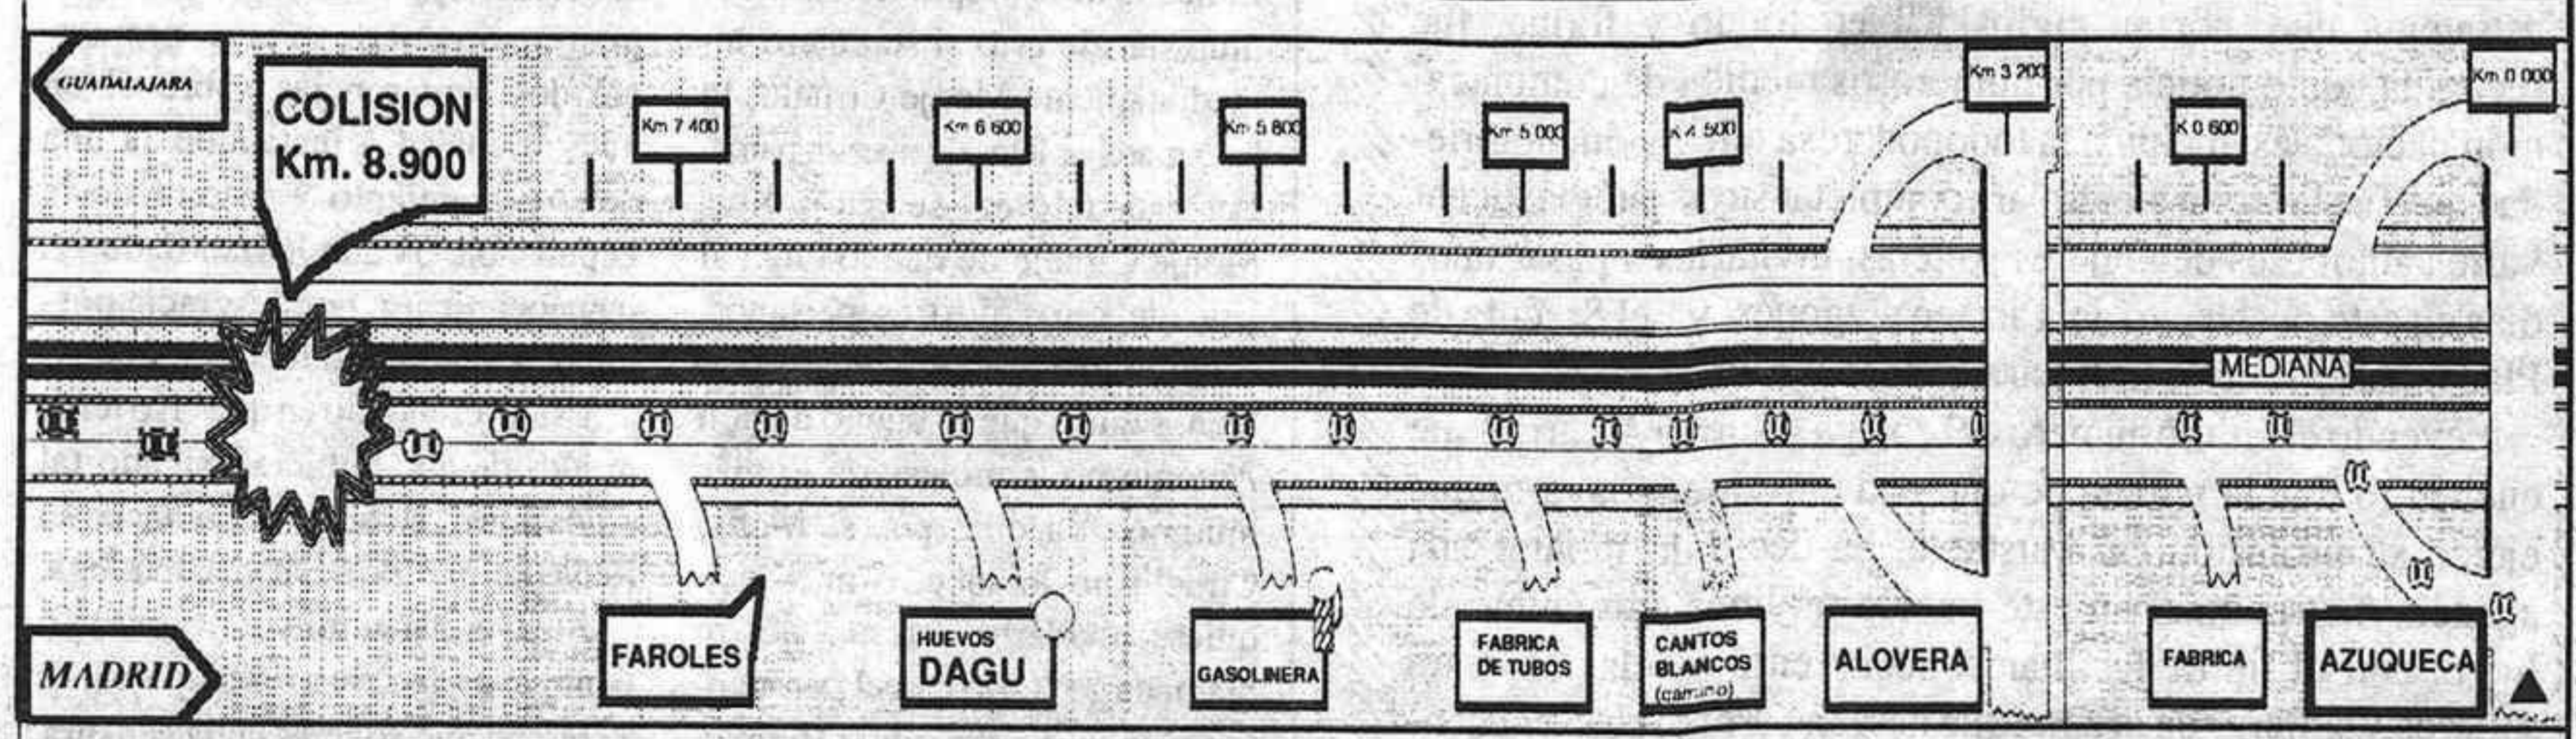 GUADALAJARA
COLISION
Km. 8.900
Km 7 400
Km 6 600
Km 5 800
Km 5 000
K 4 500
Km 3 200
K 0 600
Km 0 000
MEDIANA
MADRID
FAROLES
HUEVOS
DAGU
GASOLINERA
FABRICA
DE TUBOS
CANTOS
BLANCOS
(camino)
ALOVERA
FABRICA
AZUQUECA